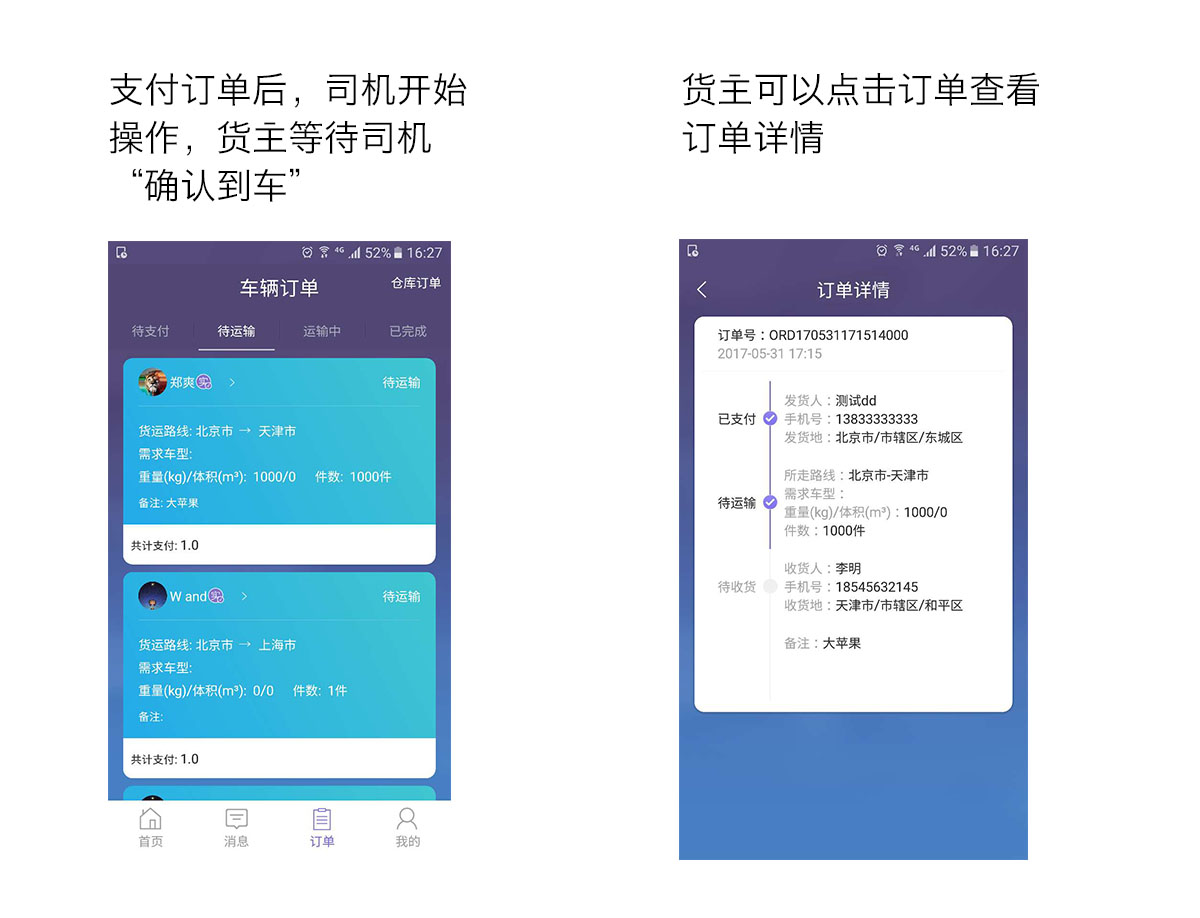 支付订单后，司机开始
操作，货主等待司机
“确认到车”
4G 52% 16:27
车辆订单 仓库订单
待支付 待运输 运输中 已完成
郑爽 实 > 待运输
货运路线: 北京市 → 天津市
需求车型:
重量(kg)/体积(m³): 1000/0 件数: 1000件
备注: 大苹果
共计支付: 1.0
W and 实 > 待运输
货运路线: 北京市 → 上海市
需求车型:
重量(kg)/体积(m³): 0/0 件数: 1件
备注:
共计支付: 1.0
首页 消息 订单 我的
货主可以点击订单查看
订单详情
4G 52% 16:27
订单详情
订单号：ORD170531171514000
2017-05-31 17:15
发货人：测试dd
已支付 手机号：13833333333
发货地：北京市/市辖区/东城区
所走路线：北京市-天津市
需求车型：
待运输 重量(kg)/体积(m³)：1000/0
件数：1000件
收货人：李明
待收货 手机号：18545632145
收货地：天津市/市辖区/和平区
备注：大苹果